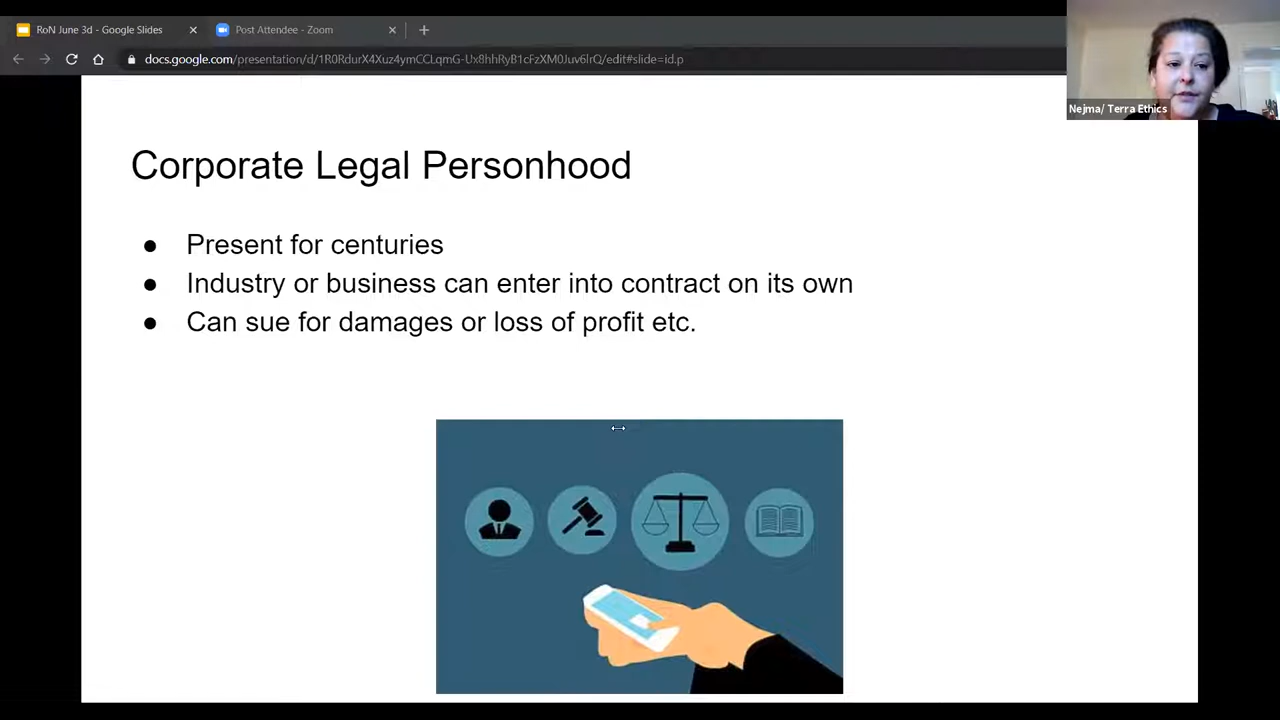 RoN June 3d - Google Slides
Post Attendee - Zoom
docs.google.com/presentation/d/1R0RdurX4Xuz4ymCCLqmG-Ux8hhRyB1cFzXM0Juv6lrQ/edit#slide=id.p
Nejma/ Terra Ethics
Corporate Legal Personhood
● Present for centuries
● Industry or business can enter into contract on its own
● Can sue for damages or loss of profit etc.